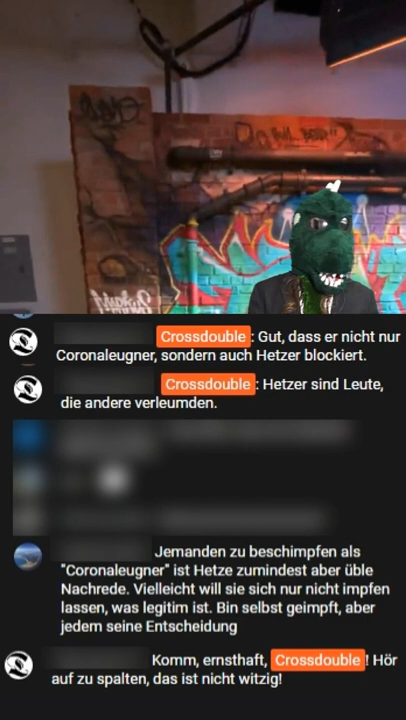 Crossdouble: Gut, dass er nicht nur
Coronaleugner, sondern auch Hetzer blockiert.
Crossdouble: Hetzer sind Leute,
die andere verleumden.
Jemanden zu beschimpfen als
"Coronaleugner" ist Hetze zumindest aber üble
Nachrede. Vielleicht will sie sich nur nicht impfen
lassen, was legitim ist. Bin selbst geimpft, aber
jedem seine Entscheidung
Komm, ernsthaft, Crossdouble! Hör
auf zu spalten, das ist nicht witzig!